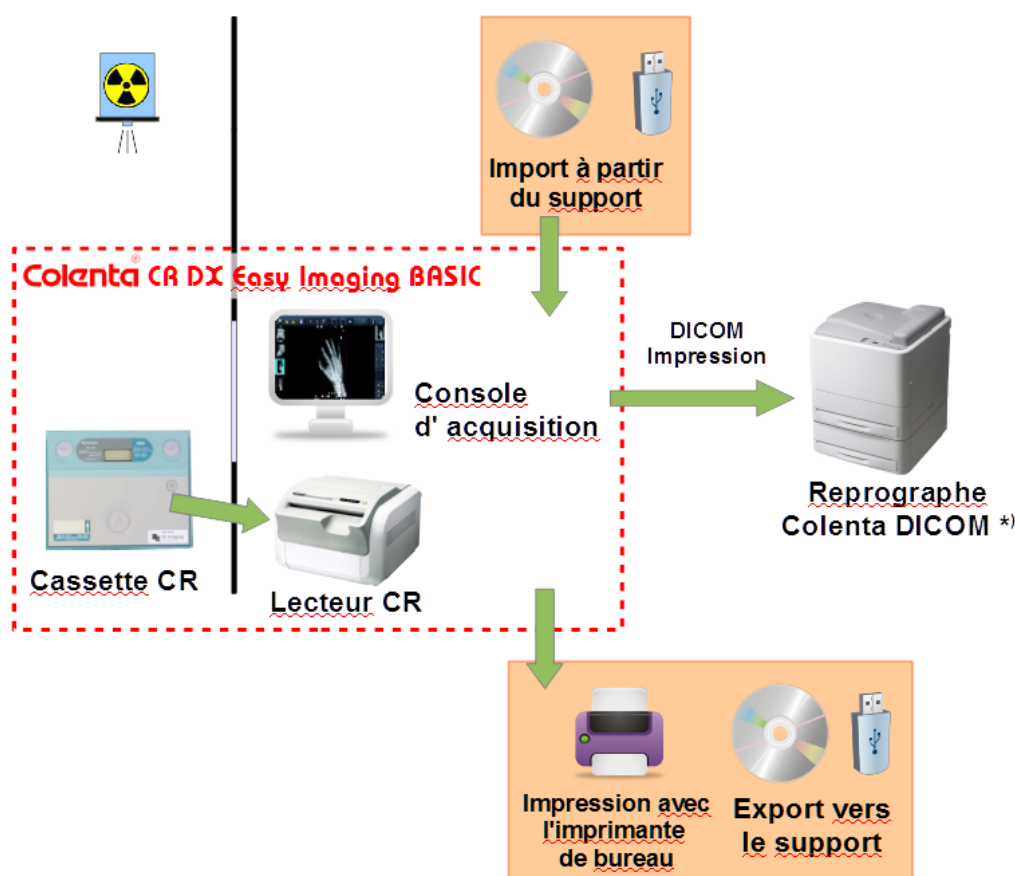 Import à partir
du support
Colenta® CR DX Easy Imaging BASIC
DICOM
Impression
Console
d' acquisition
Reprographe
Colenta DICOM *)
Cassette CR
Lecteur CR
Impression avec
l'imprimante
de bureau
Export vers
le support